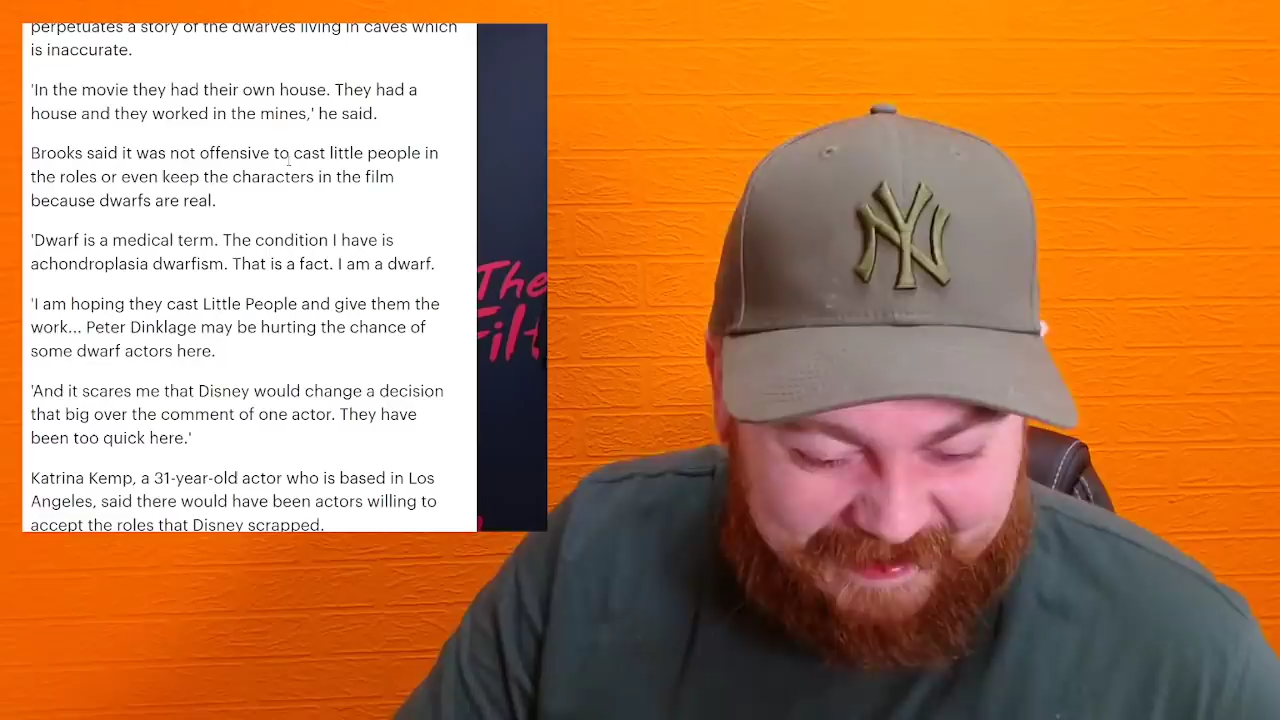 perpetuates a story of the dwarves living in caves which
is inaccurate.
'In the movie they had their own house. They had a
house and they worked in the mines,' he said.
Brooks said it was not offensive to cast little people in
the roles or even keep the characters in the film
because dwarfs are real.
'Dwarf is a medical term. The condition I have is
achondroplasia dwarfism. That is a fact. I am a dwarf.
'I am hoping they cast Little People and give them the
work... Peter Dinklage may be hurting the chance of
some dwarf actors here.
'And it scares me that Disney would change a decision
that big over the comment of one actor. They have
been too quick here.'
Katrina Kemp, a 31-year-old actor who is based in Los
Angeles, said there would have been actors willing to
accept the roles that Disney scrapped.
The
NY